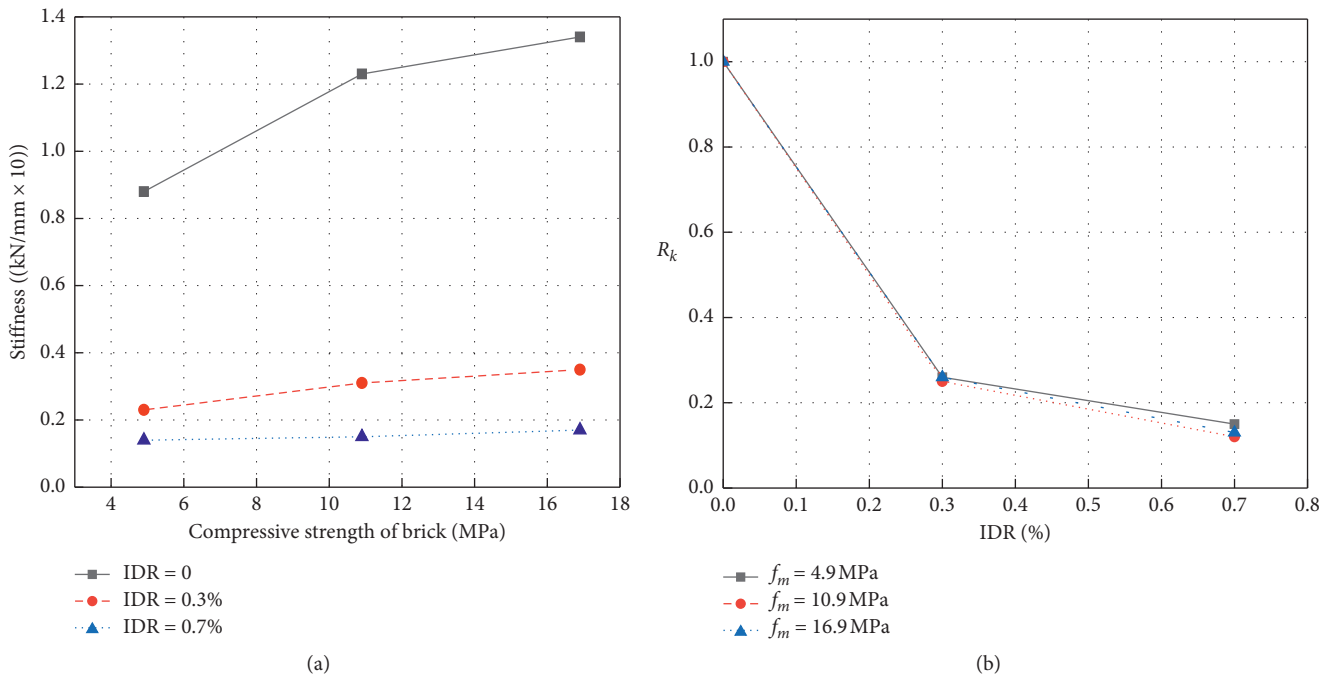 1.4
1.2
1.0
0.8
0.6
0.4
0.2
0.0
Stiffness ((kN/mm × 10))
4 6 8 10 12 14 16 18
Compressive strength of brick (MPa)
IDR = 0
IDR = 0.3%
IDR = 0.7%
(a)
1.0
0.8
0.6
0.4
0.2
0.0
R_k
0.0 0.1 0.2 0.3 0.4 0.5 0.6 0.7 0.8
IDR (%)
f_m = 4.9 MPa
f_m = 10.9 MPa
f_m = 16.9 MPa
(b)